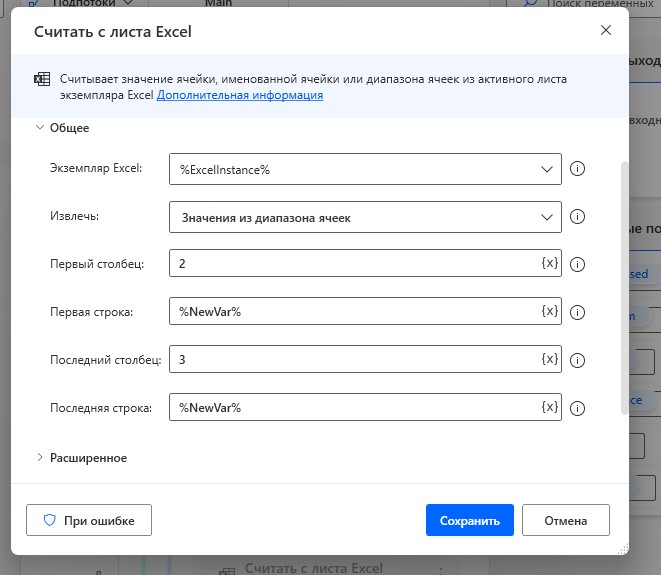 Подпотоки
Main
Поиск переменных
Считать с листа Excel
Считывает значение ячейки, именованной ячейки или диапазона ячеек из активного листа
экземпляра Excel Дополнительная информация
Общее
Экземпляр Excel: %ExcelInstance%
Извлечь: Значения из диапазона ячеек
Первый столбец: 2 {x}
Первая строка: %NewVar% {x}
Последний столбец: 3 {x}
Последняя строка: %NewVar% {x}
Расширенное
При ошибке
Сохранить
Отмена
Считать с листа Excel